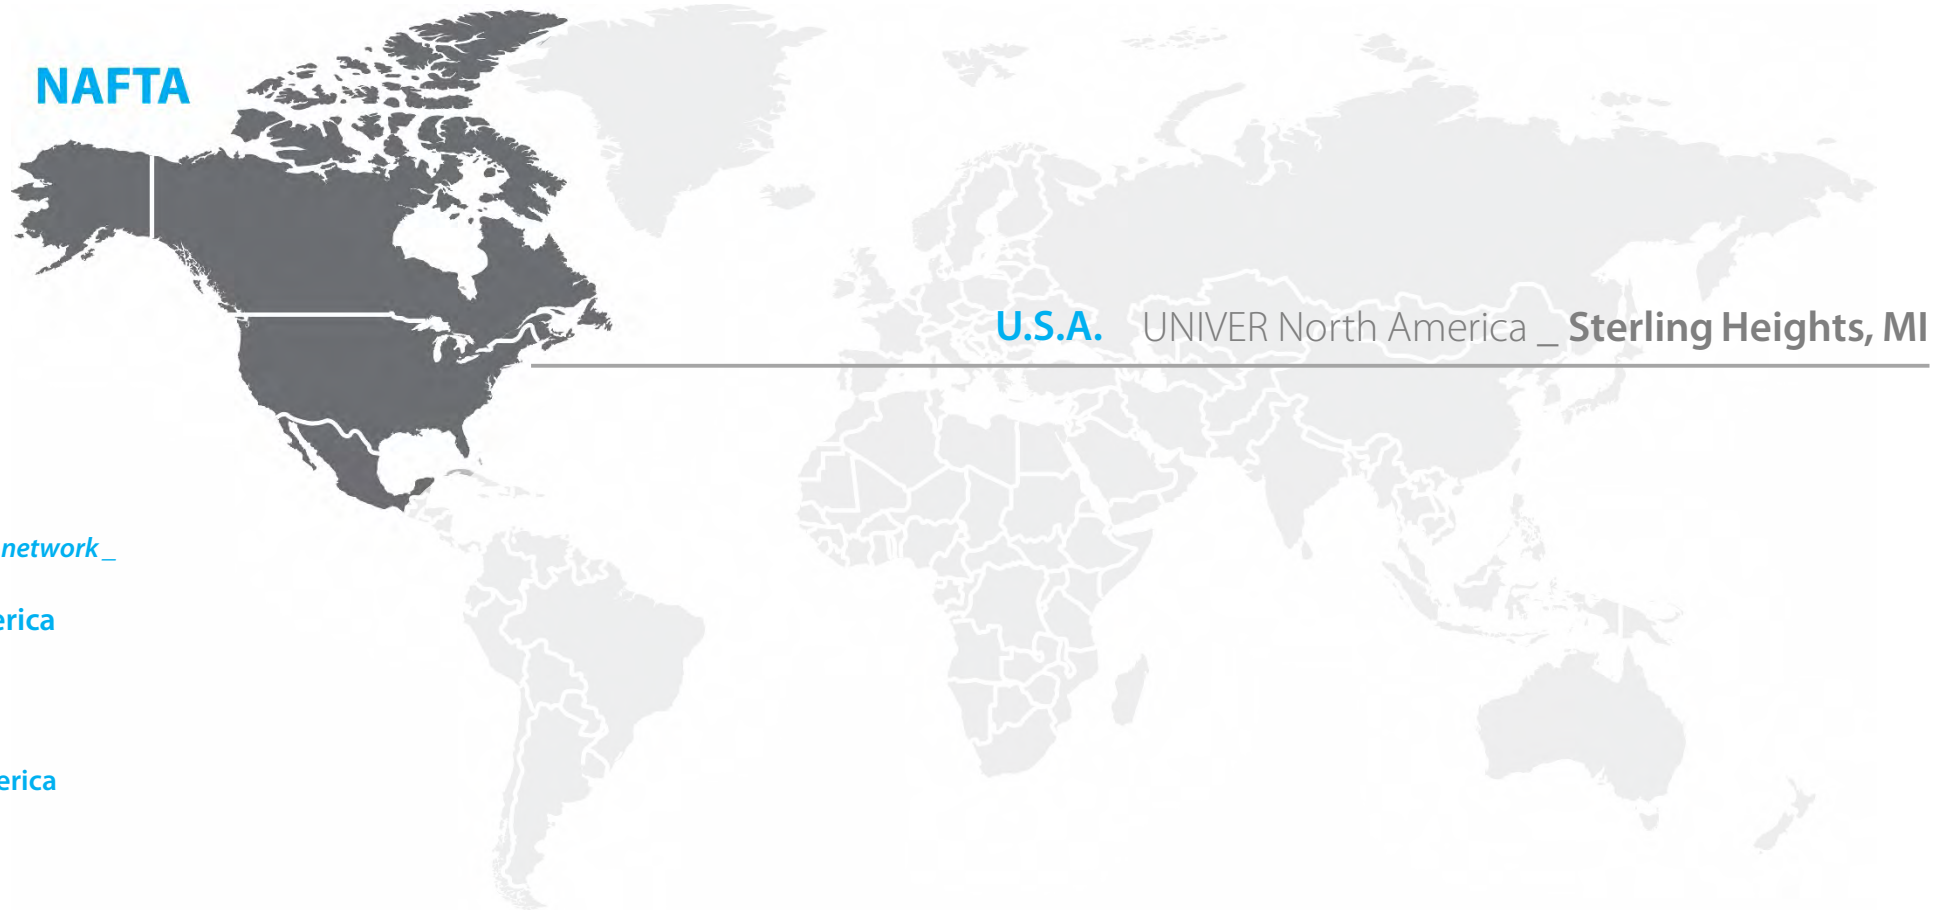 NAFTA
U.S.A. UNIVER North America _ Sterling Heights, MI
network _
erica
erica